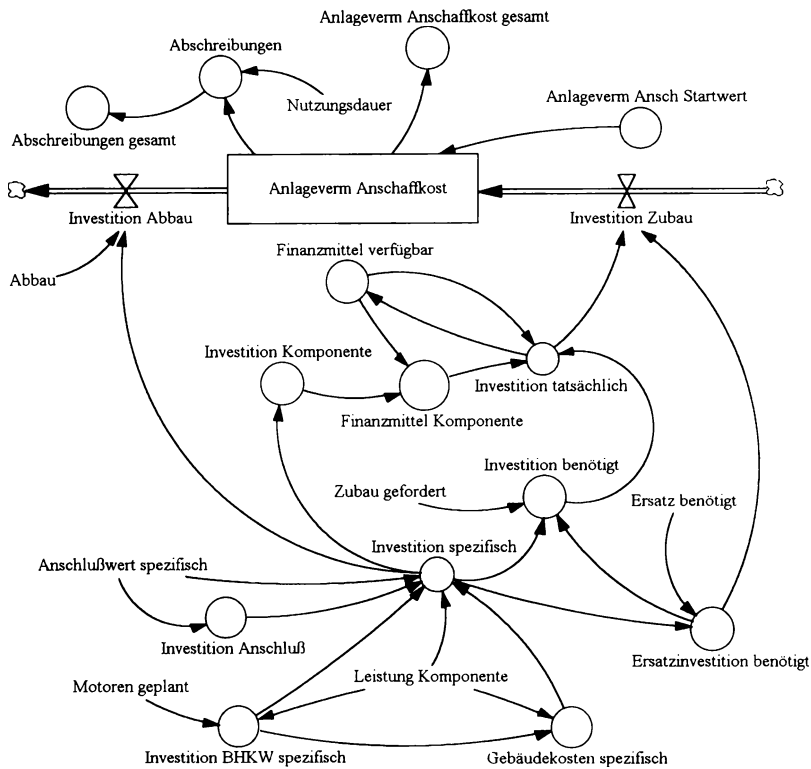 Anlageverm Anschaffkost gesamt
Abschreibungen
Nutzungsdauer
Anlageverm Ansch Startwert
Abschreibungen gesamt
Anlageverm Anschaffkost
Investition Abbau
Investition Zubau
Finanzmittel verfügbar
Abbau
Investition Komponente
Investition tatsächlich
Finanzmittel Komponente
Investition benötigt
Zubau gefordert
Ersatz benötigt
Investition spezifisch
Anschlußwert spezifisch
Investition Anschluß
Ersatzinvestition benötigt
Leistung Komponente
Motoren geplant
Investition BHKW spezifisch
Gebäudekosten spezifisch